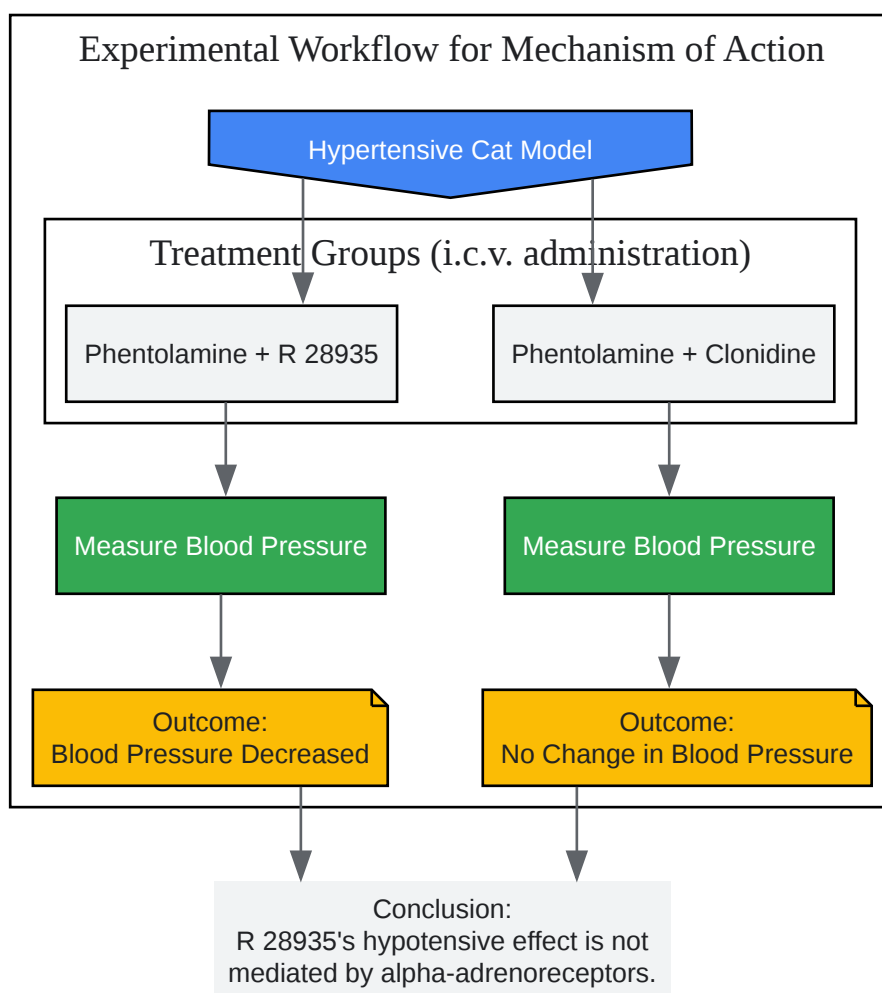 Experimental Workflow for Mechanism of Action
Hypertensive Cat Model
Treatment Groups (i.c.v. administration)
Phentolamine + R 28935
Phentolamine + Clonidine
Measure Blood Pressure
Measure Blood Pressure
Outcome:
Blood Pressure Decreased
Outcome:
No Change in Blood Pressure
Conclusion:
R 28935's hypotensive effect is not
mediated by alpha-adrenoreceptors.